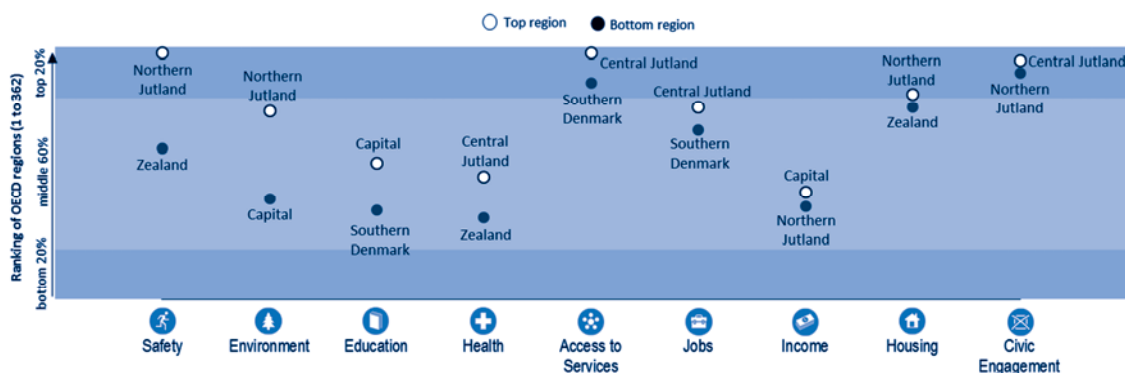 Top region
Bottom region
Ranking of OECD regions (1 to 362)
top 20%
middle 60%
bottom 20%
Northern
Jutland
Zealand
Northern
Jutland
Capital
Capital
Southern
Denmark
Central
Jutland
Zealand
Central Jutland
Southern
Denmark
Central Jutland
Southern
Denmark
Capital
Northern
Jutland
Northern
Jutland
Zealand
Central Jutland
Northern
Jutland
Safety
Environment
Education
Health
Access to
Services
Jobs
Income
Housing
Civic
Engagement